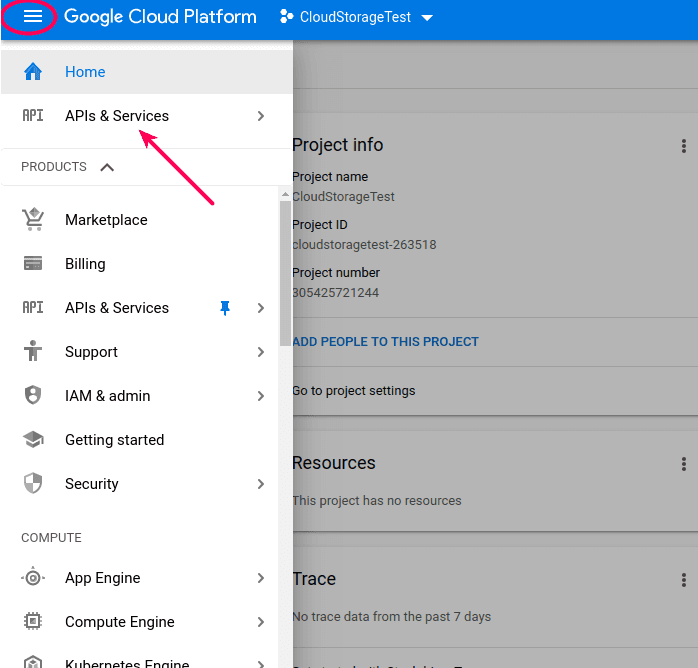 Google Cloud Platform
CloudStorageTest
Home
API
APIs & Services
PRODUCTS
Marketplace
Billing
API
APIs & Services
Support
IAM & admin
Getting started
Security
COMPUTE
App Engine
Compute Engine
Kubernetes Engine
Project info
Project name
CloudStorageTest
Project ID
cloudstoragetest-263518
Project number
305425721244
ADD PEOPLE TO THIS PROJECT
Go to project settings
Resources
This project has no resources
Trace
No trace data from the past 7 days